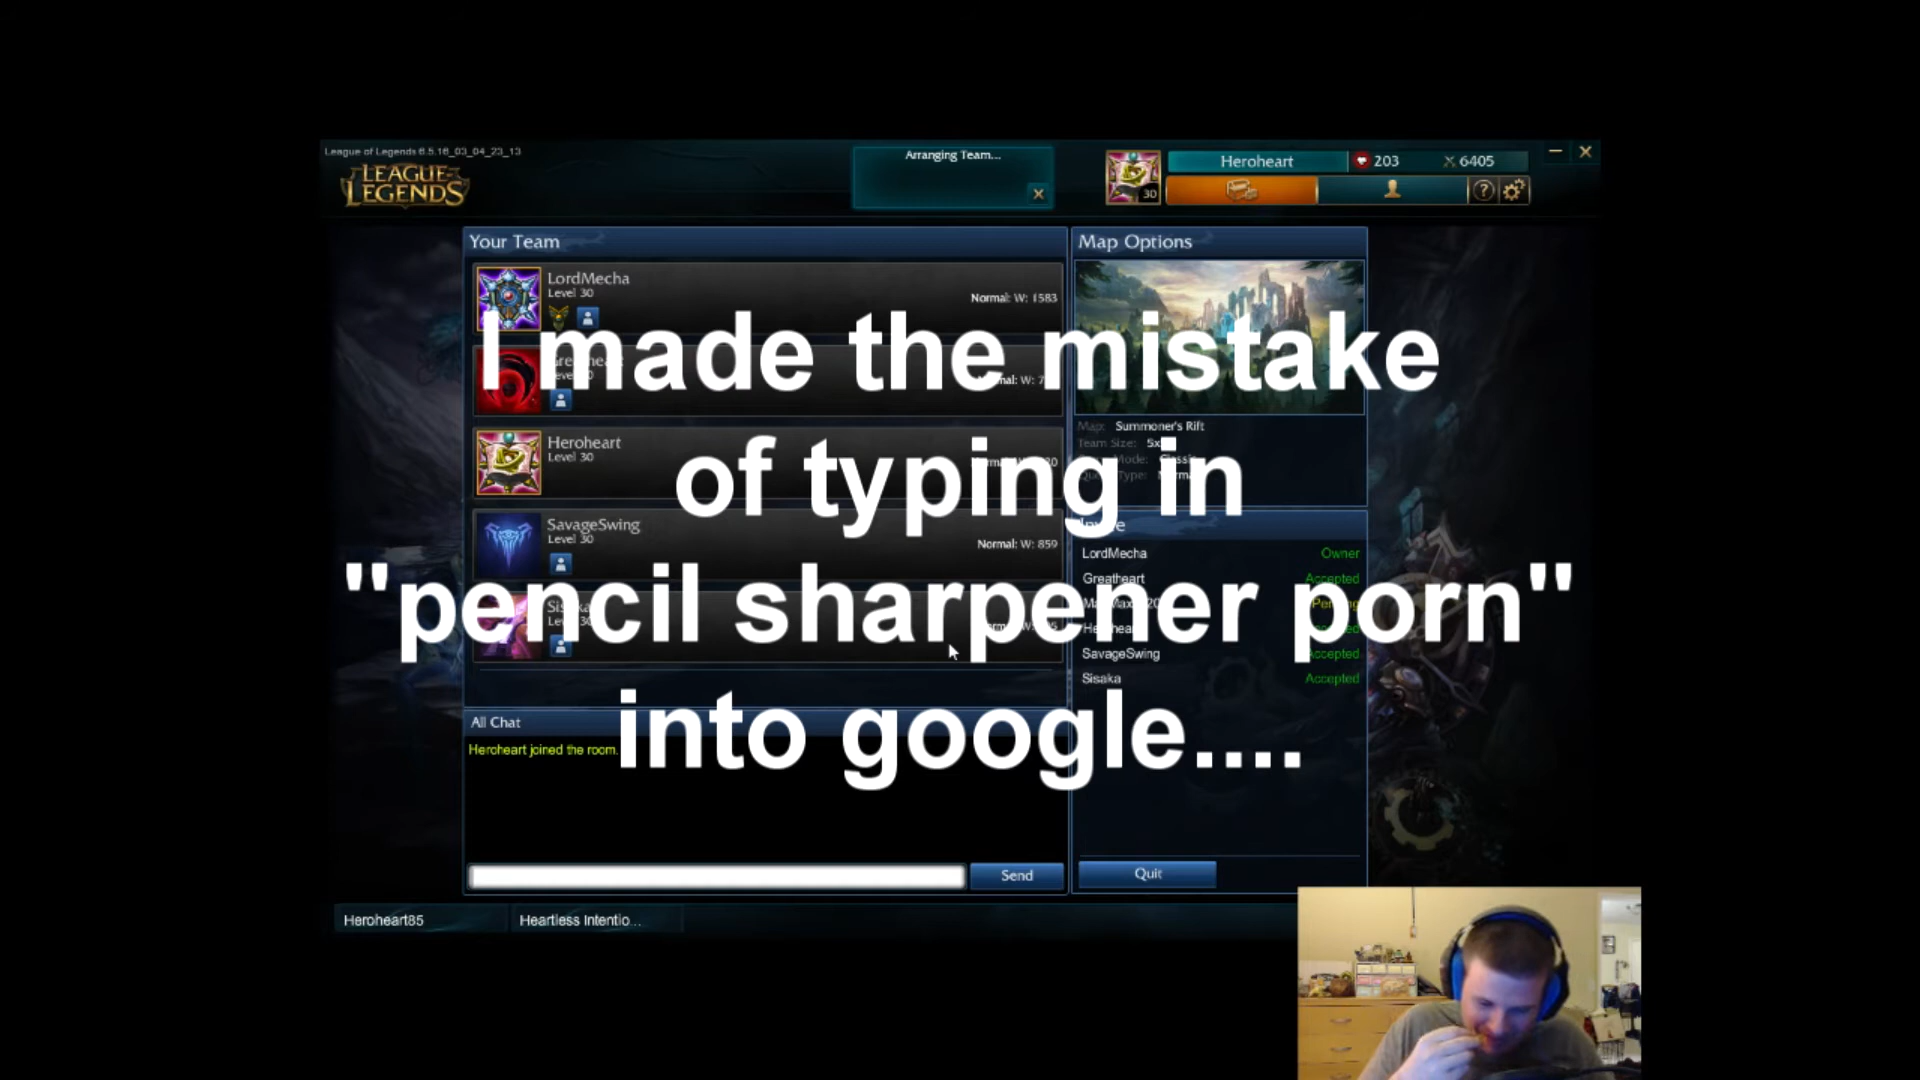 League of Legends 6.5.16_03_04_23_13
LEAGUE OF LEGENDS
Arranging Team...
Heroheart
203
6405
30
Your Team
Map Options
LordMecha
Level 30
Normal: W: 1583
I made the mistake
of typing in
"pencil sharpener porn"
into google....
Heroheart
Level 30
SavageSwing
Level 30
Normal: W: 859
Map: Summoner's Rift
Team Size:
LordMecha Owner
Greatheart Accepted
SavageSwing Accepted
Sisaka Accepted
All Chat
Heroheart joined the room.
Send
Quit
Heroheart85
Heartless Intentio...